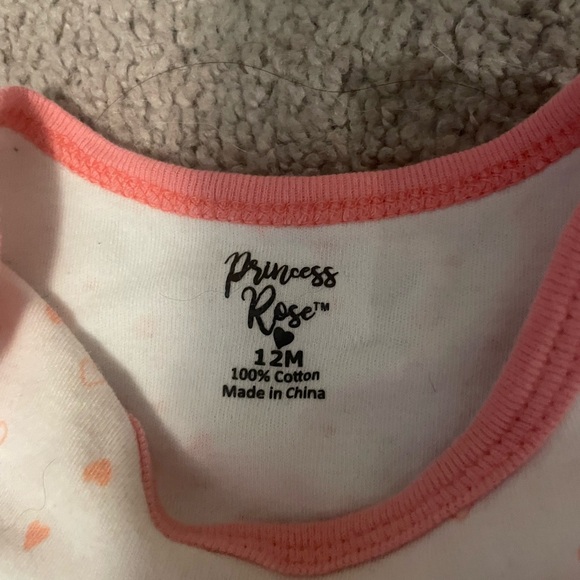 Princess
Rose™
12M
100% Cotton
Made in China